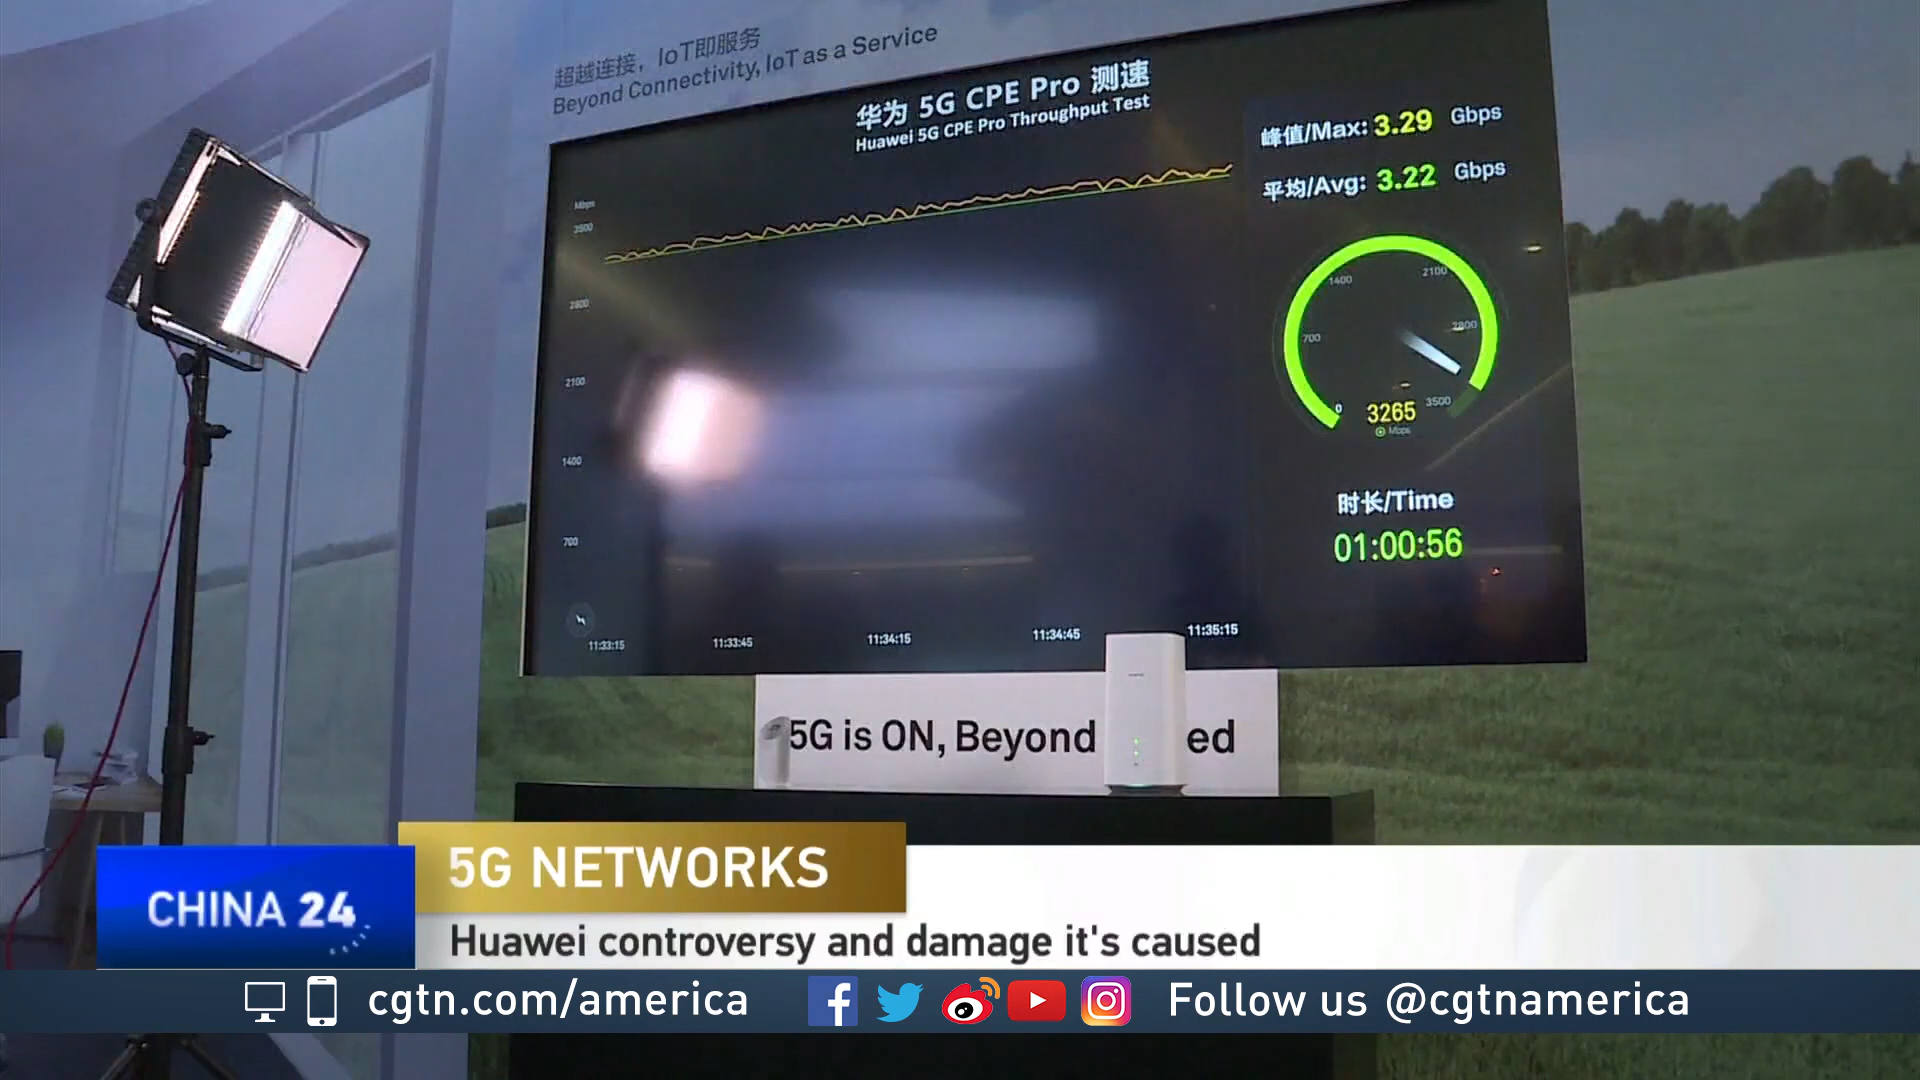 超越连接，IoT即服务
Beyond Connectivity, IoT as a Service
华为 5G CPE Pro 测速
Huawei 5G CPE Pro Throughput Test
峰值/Max: 3.29 Gbps
平均/Avg: 3.22 Gbps
Mbps
3500
2800
2100
1400
700
11:33:15
11:33:45
11:34:15
11:34:45
11:35:15
0
700
1400
2100
2800
3500
3265
Mbps
时长/Time
01:00:56
5G is ON, Beyond ed
5G NETWORKS
CHINA 24
Huawei controversy and damage it's caused
cgtn.com/america
Follow us @cgtnamerica